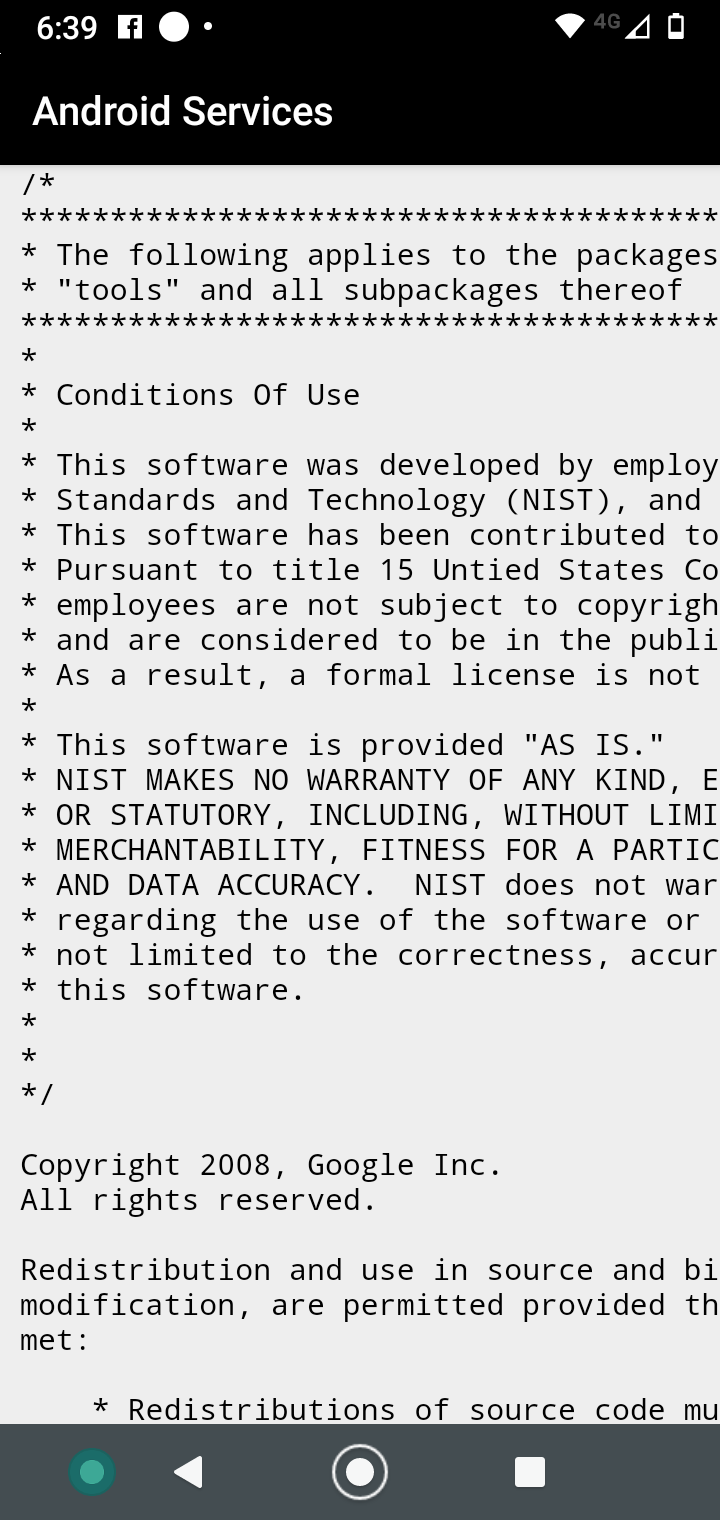 6:39
4G
Android Services
/*
***************************************
* The following applies to the packages
* "tools" and all subpackages thereof
***************************************
*
* Conditions Of Use
*
* This software was developed by employ
* Standards and Technology (NIST), and
* This software has been contributed to
* Pursuant to title 15 Untied States Co
* employees are not subject to copyrigh
* and are considered to be in the publi
* As a result, a formal license is not
*
* This software is provided "AS IS."
* NIST MAKES NO WARRANTY OF ANY KIND, E
* OR STATUTORY, INCLUDING, WITHOUT LIMI
* MERCHANTABILITY, FITNESS FOR A PARTIC
* AND DATA ACCURACY.  NIST does not war
* regarding the use of the software or
* not limited to the correctness, accur
* this software.
*
*
*/
Copyright 2008, Google Inc.
All rights reserved.
Redistribution and use in source and bi
modification, are permitted provided th
met:
    * Redistributions of source code mu